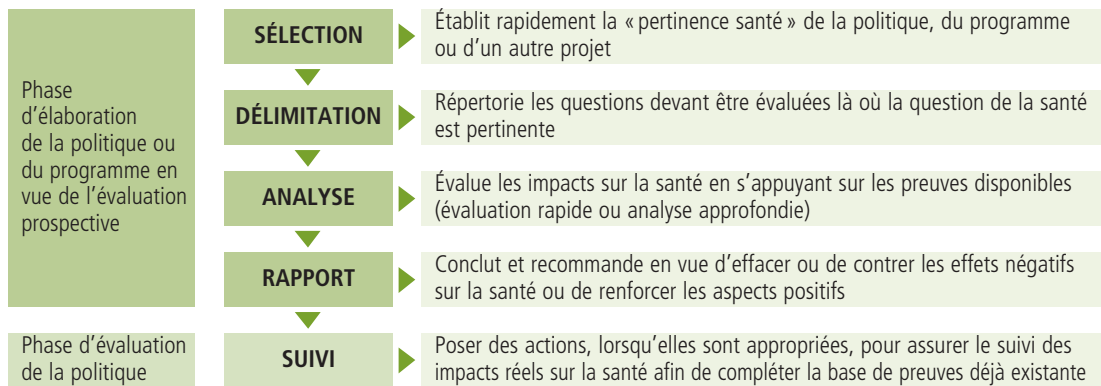 Phase
d'élaboration
de la politique ou
du programme en
vue de l'évaluation
prospective
SÉLECTION
Établit rapidement la « pertinence santé » de la politique, du programme
ou d'un autre projet
DÉLIMITATION
Répertorie les questions devant être évaluées là où la question de la santé
est pertinente
ANALYSE
Évalue les impacts sur la santé en s'appuyant sur les preuves disponibles
(évaluation rapide ou analyse approfondie)
RAPPORT
Conclut et recommande en vue d'effacer ou de contrer les effets négatifs
sur la santé ou de renforcer les aspects positifs
Phase d'évaluation
de la politique
SUIVI
Poser des actions, lorsqu'elles sont appropriées, pour assurer le suivi des
impacts réels sur la santé afin de compléter la base de preuves déjà existante